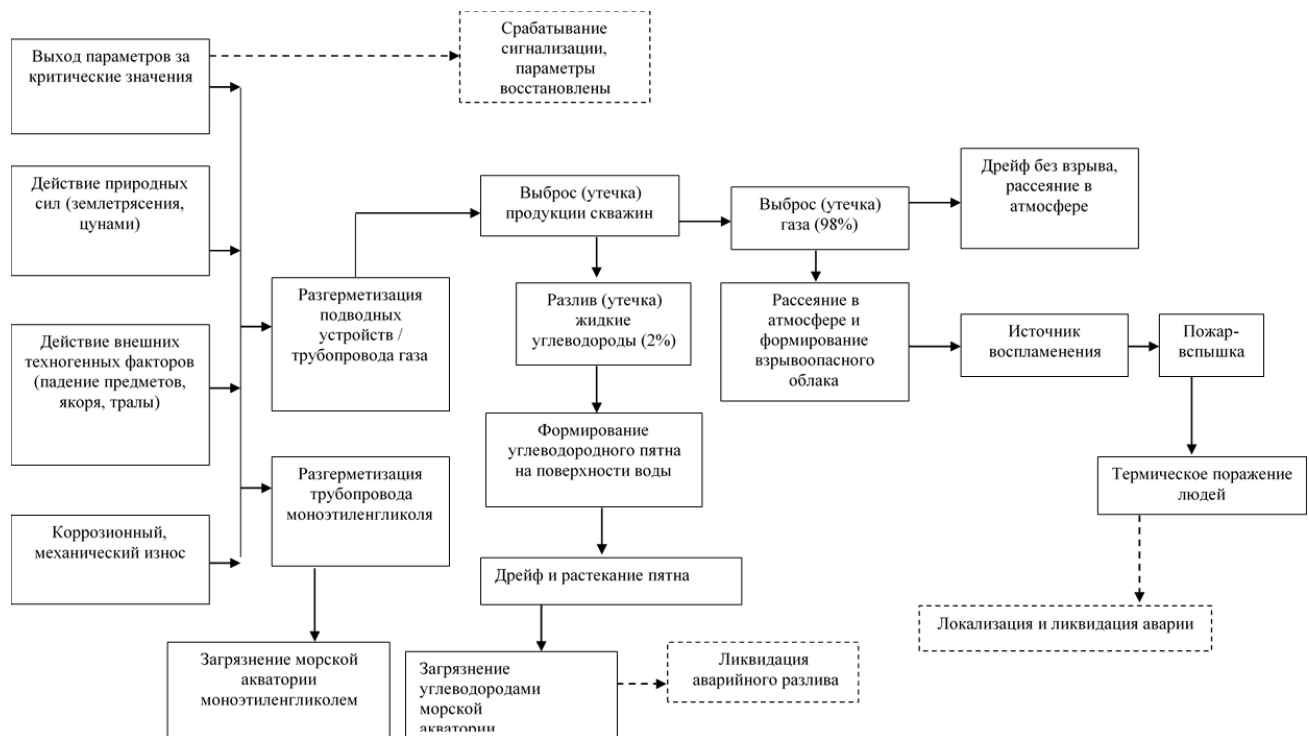 Срабатывание
сигнализации,
параметры
восстановлены
Выход параметров за
критические значения
Действие природных
сил (землетрясения,
цунами)
Выброс (утечка)
продукции скважин
Выброс (утечка)
газа (98%)
Дрейф без взрыва,
рассеяние в
атмосфере
Разгерметизация
подводных
устройств /
трубопровода газа
Разлив (утечка)
жидкие
углеводороды (2%)
Рассеяние в
атмосфере и
формирование
взрывоопасного
облака
Источник
воспламенения
Пожар-
вспышка
Действие внешних
техногенных факторов
(падение предметов,
якоря, тралы)
Формирование
углеводородного пятна
на поверхности воды
Термическое поражение
людей
Разгерметизация
трубопровода
моноэтиленгликоля
Коррозионный,
механический износ
Дрейф и растекание пятна
Локализация и ликвидация аварии
Загрязнение морской
акватории
моноэтиленгликолем
Загрязнение
углеводородами
морской
акватории
Ликвидация
аварийного разлива